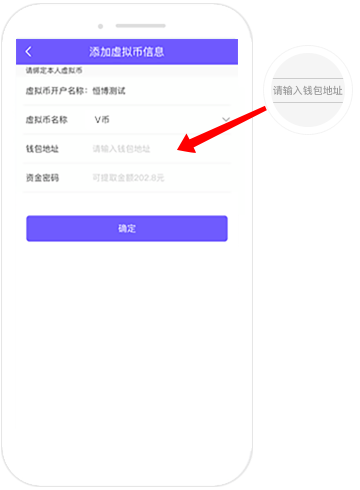 添加虚拟币信息
请绑定本人虚拟币
虚拟币开户名称：恒博测试
虚拟币名称 V币
钱包地址 请输入钱包地址
资金密码 可提取金额202.8元
确定
请输入钱包地址